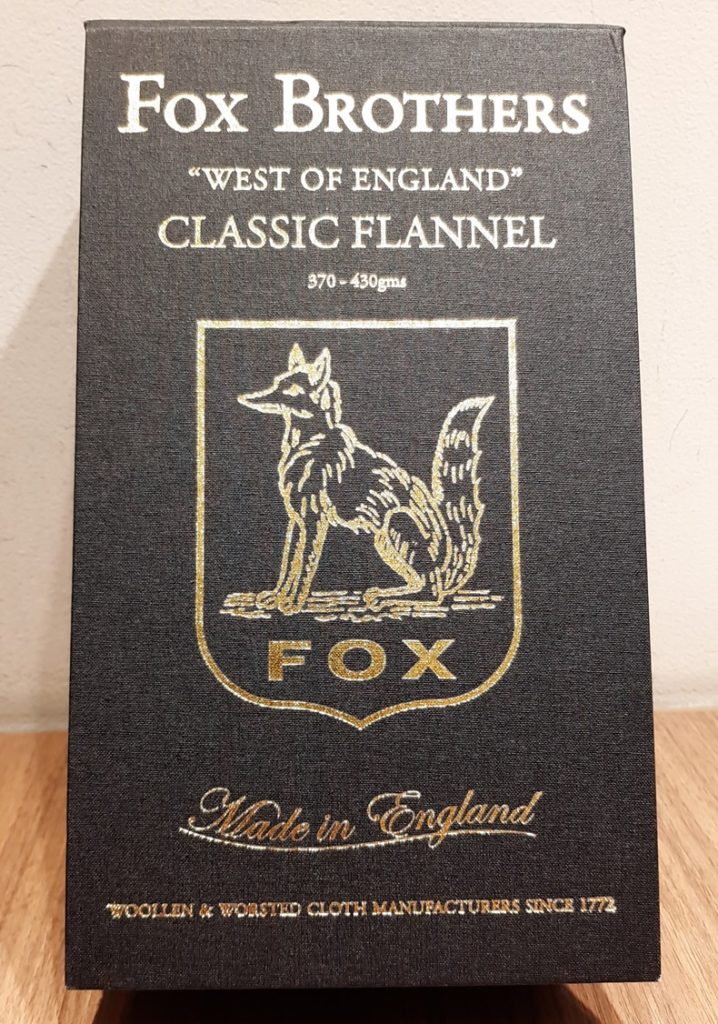 FOX BROTHERS
“WEST OF ENGLAND”
CLASSIC FLANNEL
370 - 430gms
FOX
Made in England
WOOLLEN & WORSTED CLOTH MANUFACTURERS SINCE 1772